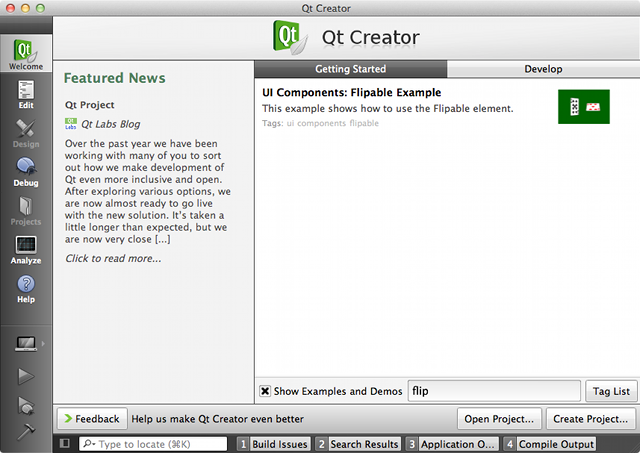 Qt Creator
Qt
Qt Creator
Qt
Welcome
Edit
Design
Debug
Projects
Analyze
Help
Featured News
Qt Project
Qt Labs
Qt Labs Blog
Over the past year we have been
working with many of you to sort
out how we make development of
Qt even more inclusive and open.
After exploring various options, we
are now almost ready to go live
with the new solution. It's taken a
little longer than expected, but we
are now very close [...]
Click to read more...
Getting Started
Develop
UI Components: Flipable Example
This example shows how to use the Flipable element.
Tags: ui components flipable
Show Examples and Demos
flip
Tag List
Feedback
Help us make Qt Creator even better
Open Project...
Create Project...
Type to locate (⌘K)
1 Build Issues
2 Search Results
3 Application O...
4 Compile Output